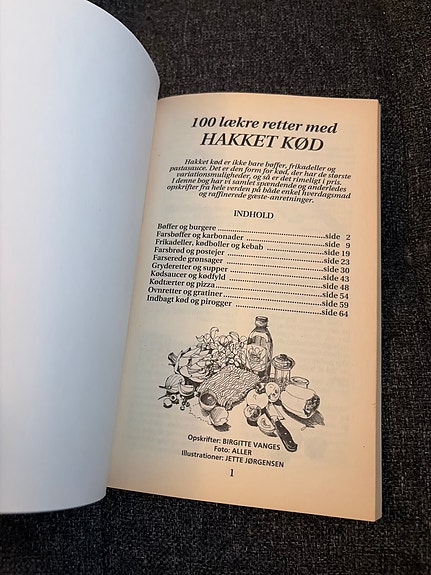 100 lækre retter med
HAKKET KØD
Hakket kød er ikke bare bøffer, frikadeller og
pastasauce. Det er den form for kød, der har de største
variationsmuligheder, og så er det rimeligt i pris.
I denne bog har vi samlet spændende og anderledes
opskrifter fra hele verden på både enkel hverdagsmad
og raffinerede gæste-anretninger.
INDHOLD
Bøffer og burgere..........side 2
Farsbøffer og karbonader..........side 9
Frikadeller, kødboller og kebab..........side 19
Farsbrød og postejer..........side 23
Farserede grønsager..........side 30
Gryderetter og supper..........side 43
Kødsaucer og kødfyld..........side 48
Kødtærter og pizza..........side 54
Ovnretter og gratiner..........side 59
Indbagt kød og pirogger..........side 64
Opskrifter: BIRGITTE VANGES
Foto: ALLER
Illustrationer: JETTE JØRGENSEN
1